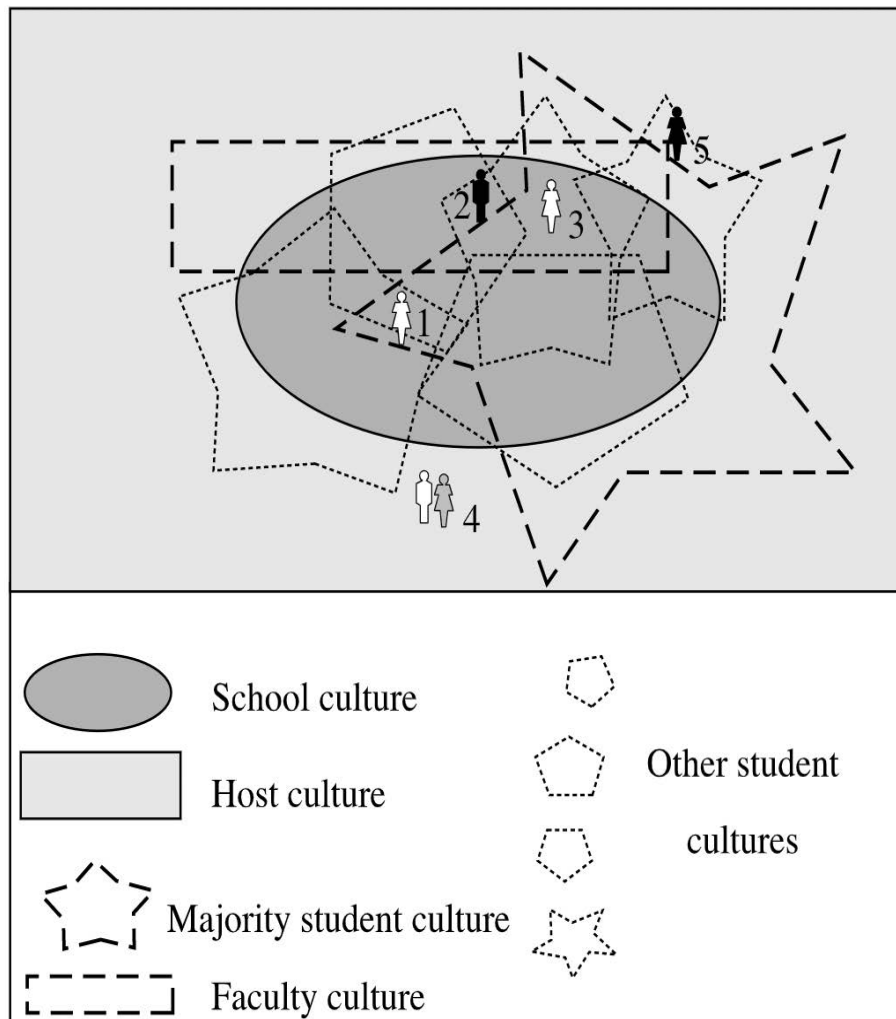 5
2
3
1
4
School culture
Host culture
Majority student culture
Faculty culture
Other student
cultures